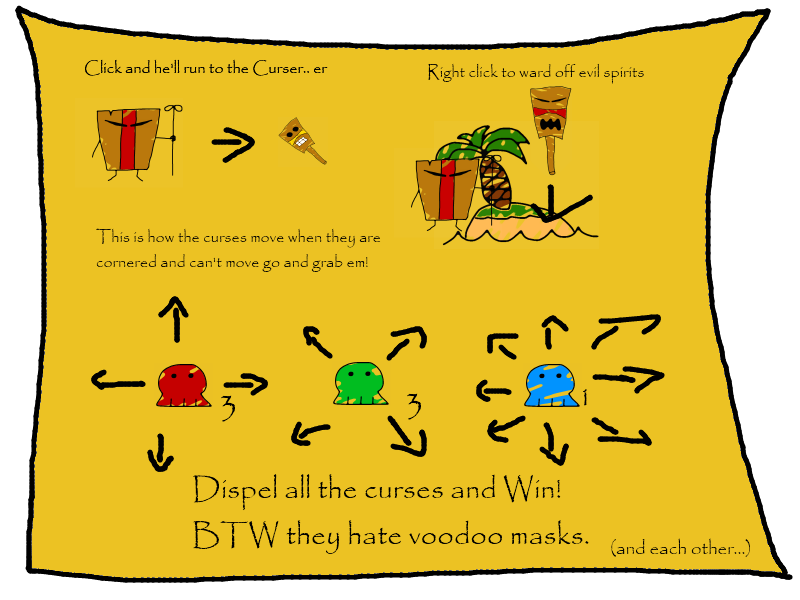 Click and he'll run to the Curser.. er
Right click to ward off evil spirits
This is how the curses move when they are
cornered and can't move go and grab em!
3
3
1
Dispel all the curses and Win!
BTW they hate voodoo masks.
(and each other...)